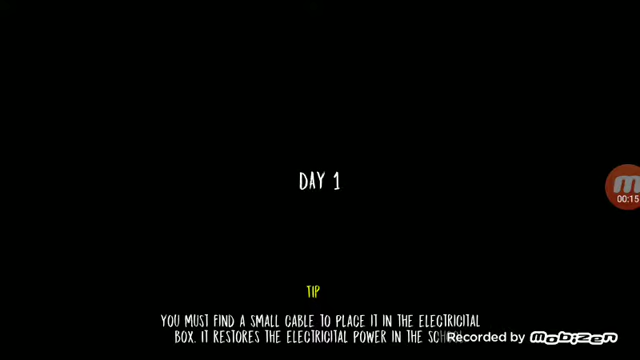 DAY 1
00:15
TIP
YOU MUST FIND A SMALL CABLE TO PLACE IT IN THE ELECTRICITAL
BOX. IT RESTORES THE ELECTRICITAL POWER IN THE
Recorded by mobizen